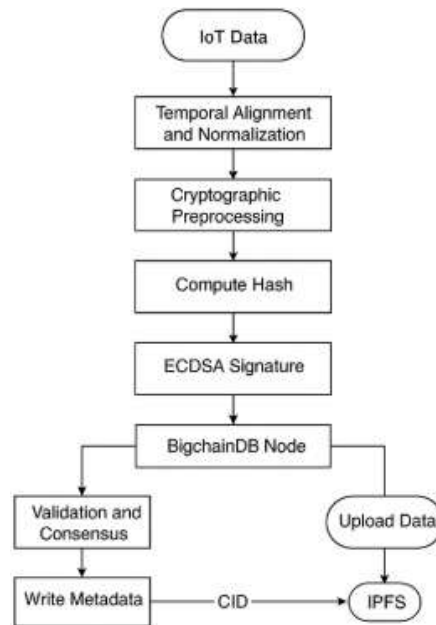 IoT Data
Temporal Alignment
and Normalization
Cryptographic
Preprocessing
Compute Hash
ECDSA Signature
BigchainDB Node
Validation and
Consensus
Upload Data
Write Metadata
CID
IPFS